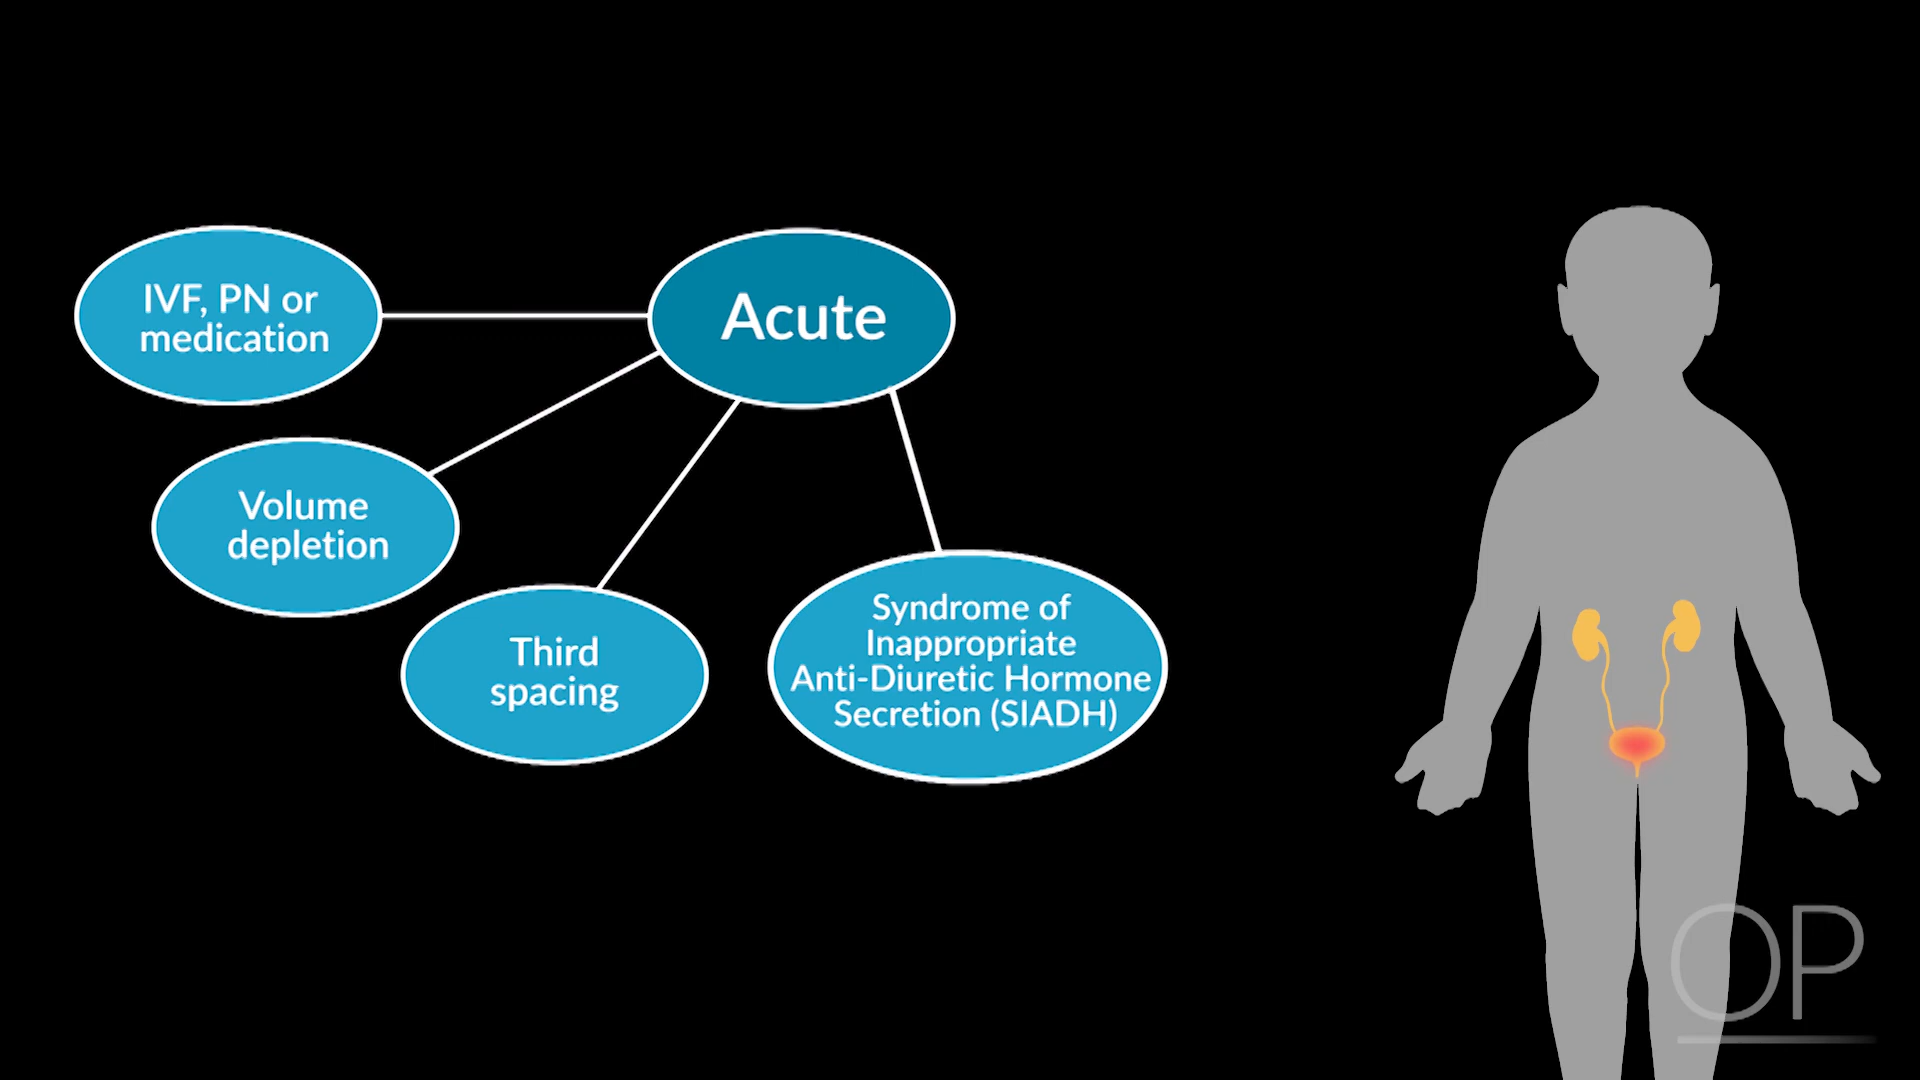 IVF, PN or
medication
Acute
Volume
depletion
Third
spacing
Syndrome of
Inappropriate
Anti-Diuretic Hormone
Secretion (SIADH)
OP